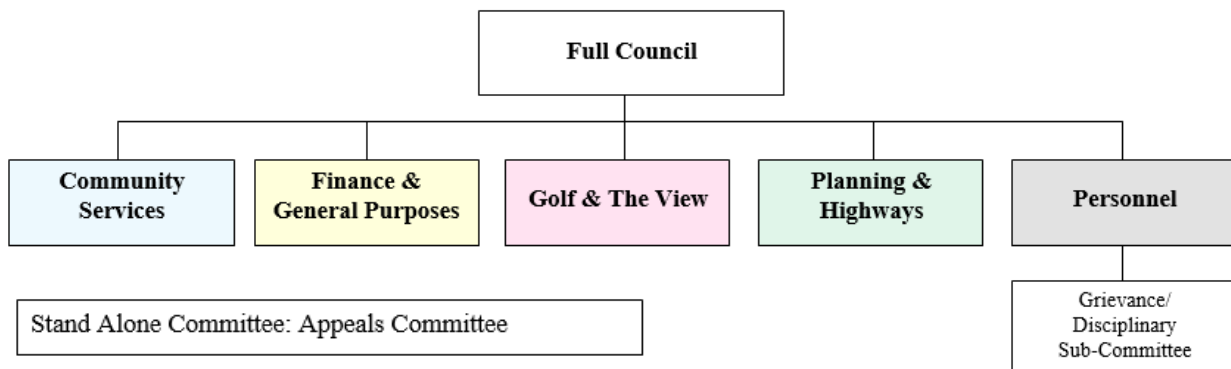 Full Council
Community
Services
Finance &
General Purposes
Golf & The View
Planning &
Highways
Personnel
Stand Alone Committee: Appeals Committee
Grievance/
Disciplinary
Sub-Committee